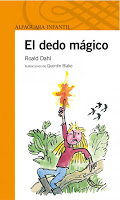 ALFAGUARA INFANTIL
El dedo mágico
Roald Dahl
Ilustraciones de Quentin Blake